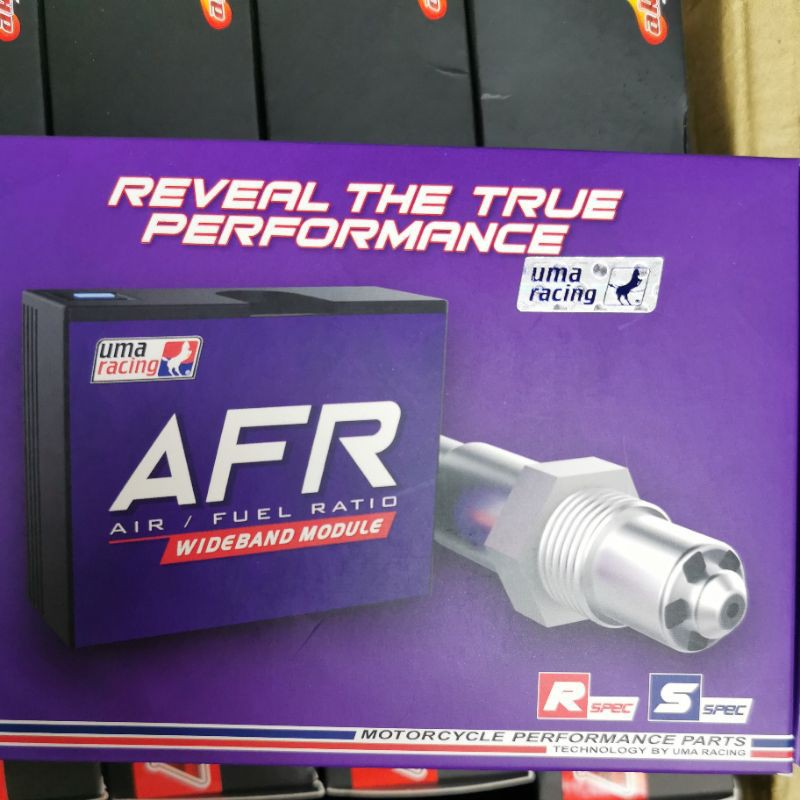 REVEAL THE TRUE
PERFORMANCE
uma
racing
uma
racing
AFR
AIR / FUEL RATIO
WIDEBAND MODULE
R SPEC
S SPEC
MOTORCYCLE PERFORMANCE PARTS
TECHNOLOGY BY UMA RACING